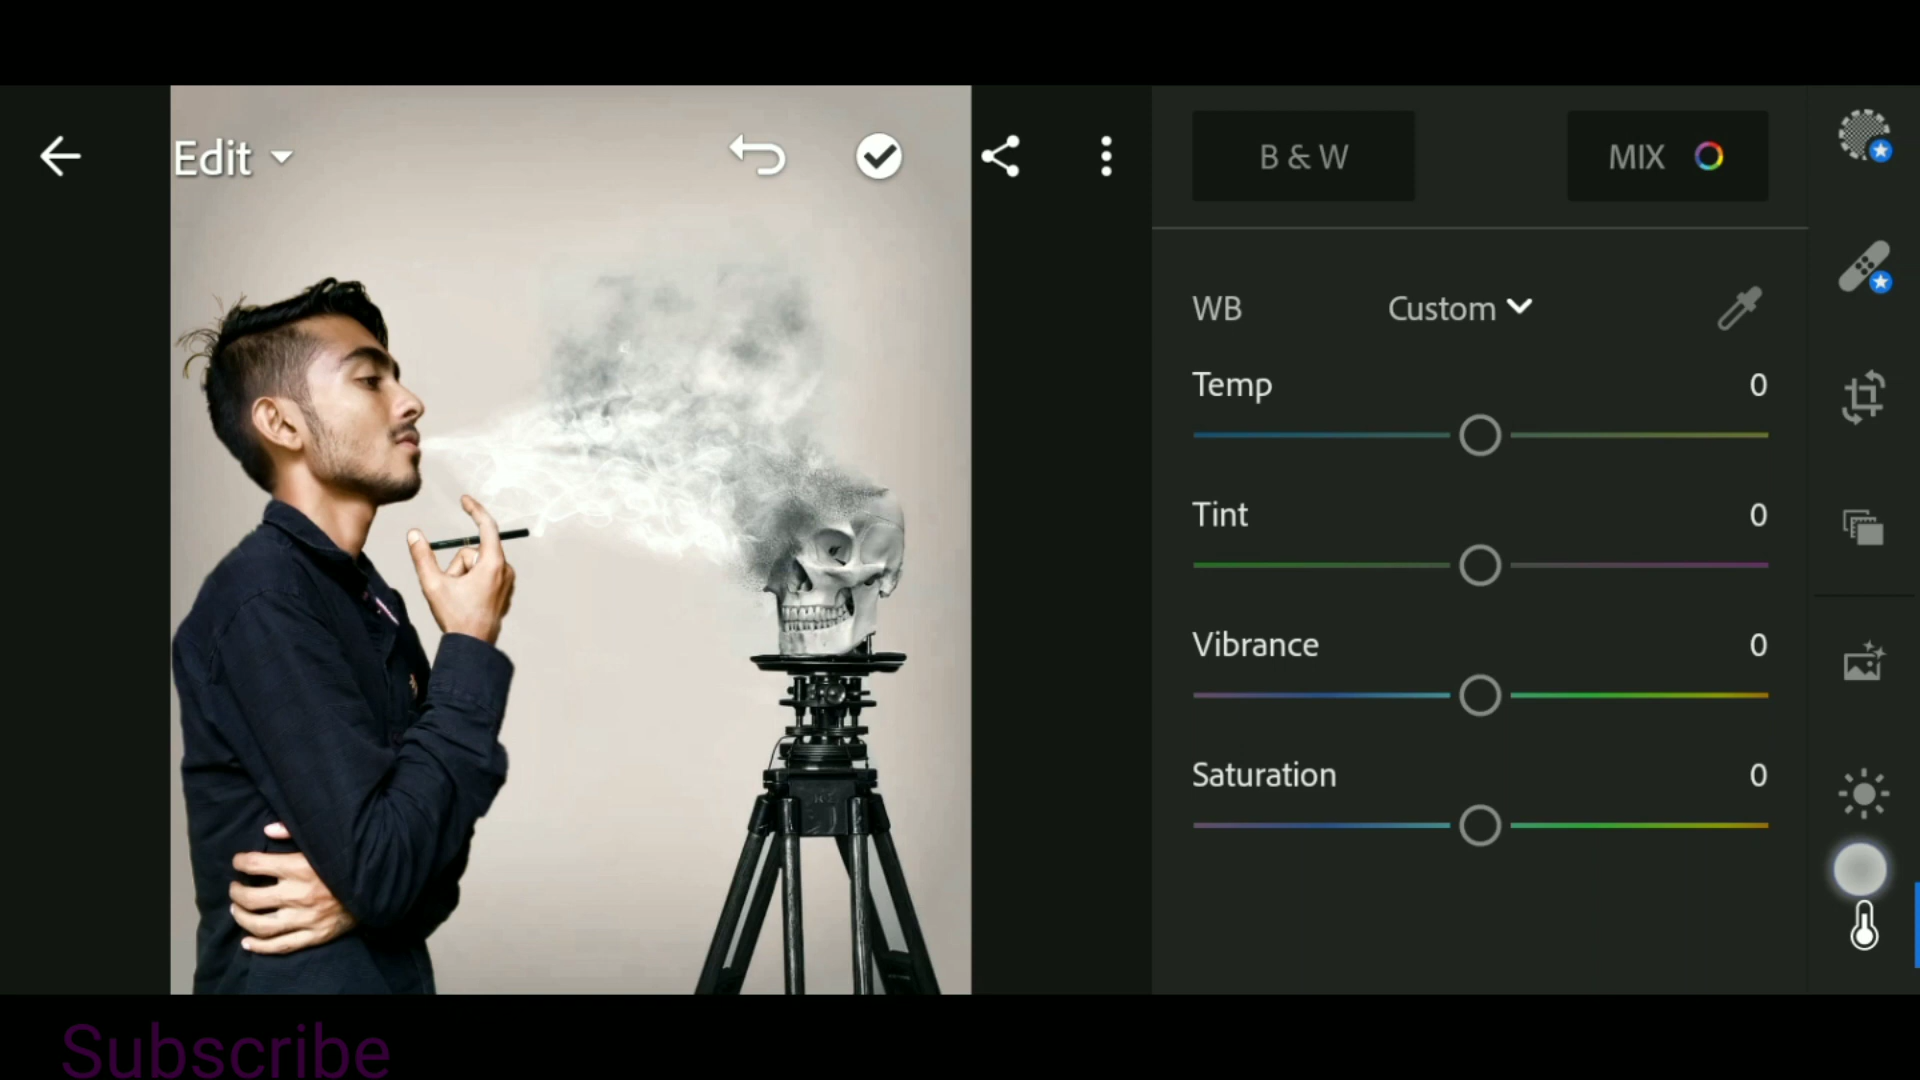 Edit
B & W
MIX
WB
Custom
Temp
0
Tint
0
Vibrance
0
Saturation
0
Subscribe